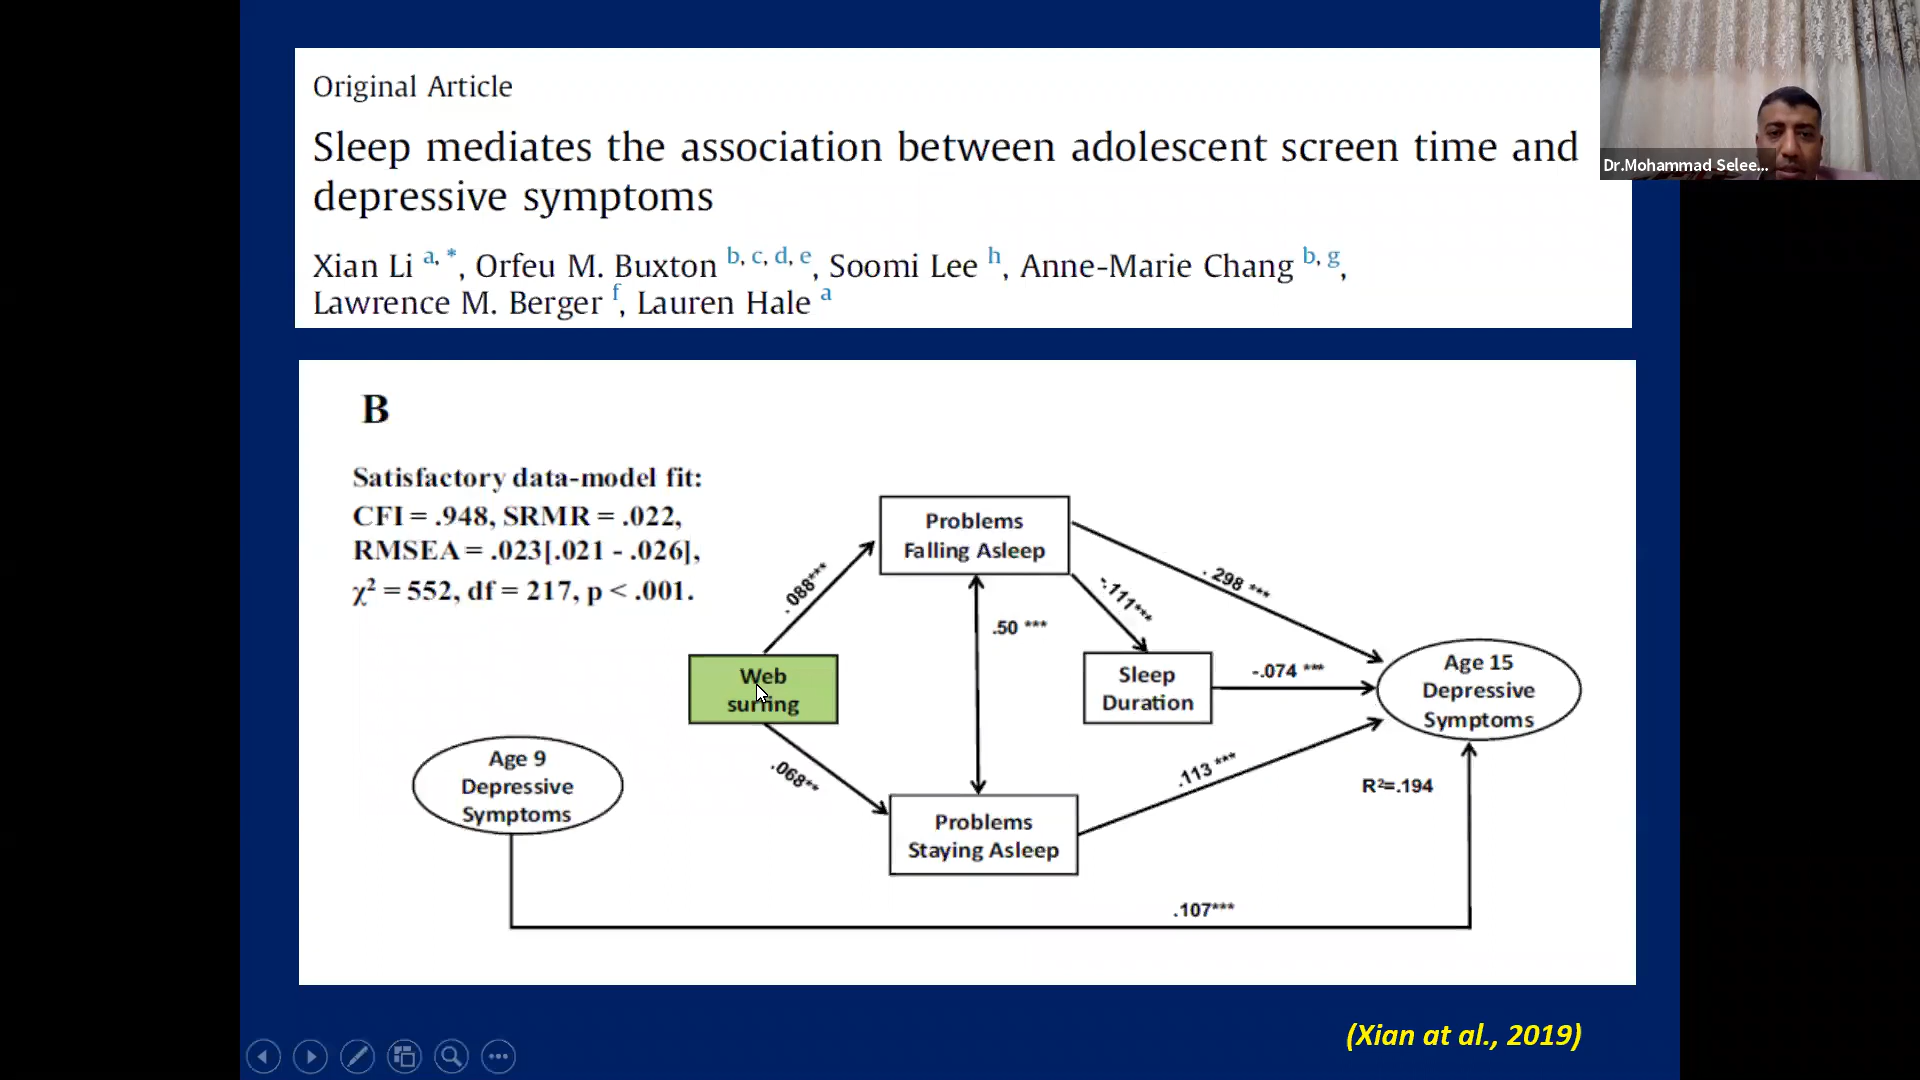 Original Article
Sleep mediates the association between adolescent screen time and
depressive symptoms
Xian Li a, *, Orfeu M. Buxton b, c, d, e, Soomi Lee h, Anne-Marie Chang b, g,
Lawrence M. Berger f, Lauren Hale a
Dr.Mohammad Selee...
B
Satisfactory data-model fit:
CFI = .948, SRMR = .022,
RMSEA = .023[.021 - .026],
χ² = 552, df = 217, p < .001.
Problems
Falling Asleep
.088***
-.111***
. 298 ***
.50 ***
Web
surfing
Sleep
Duration
-.074 ***
Age 15
Depressive
Symptoms
.068**
.113 ***
R²=.194
Age 9
Depressive
Symptoms
Problems
Staying Asleep
.107***
(Xian at al., 2019)